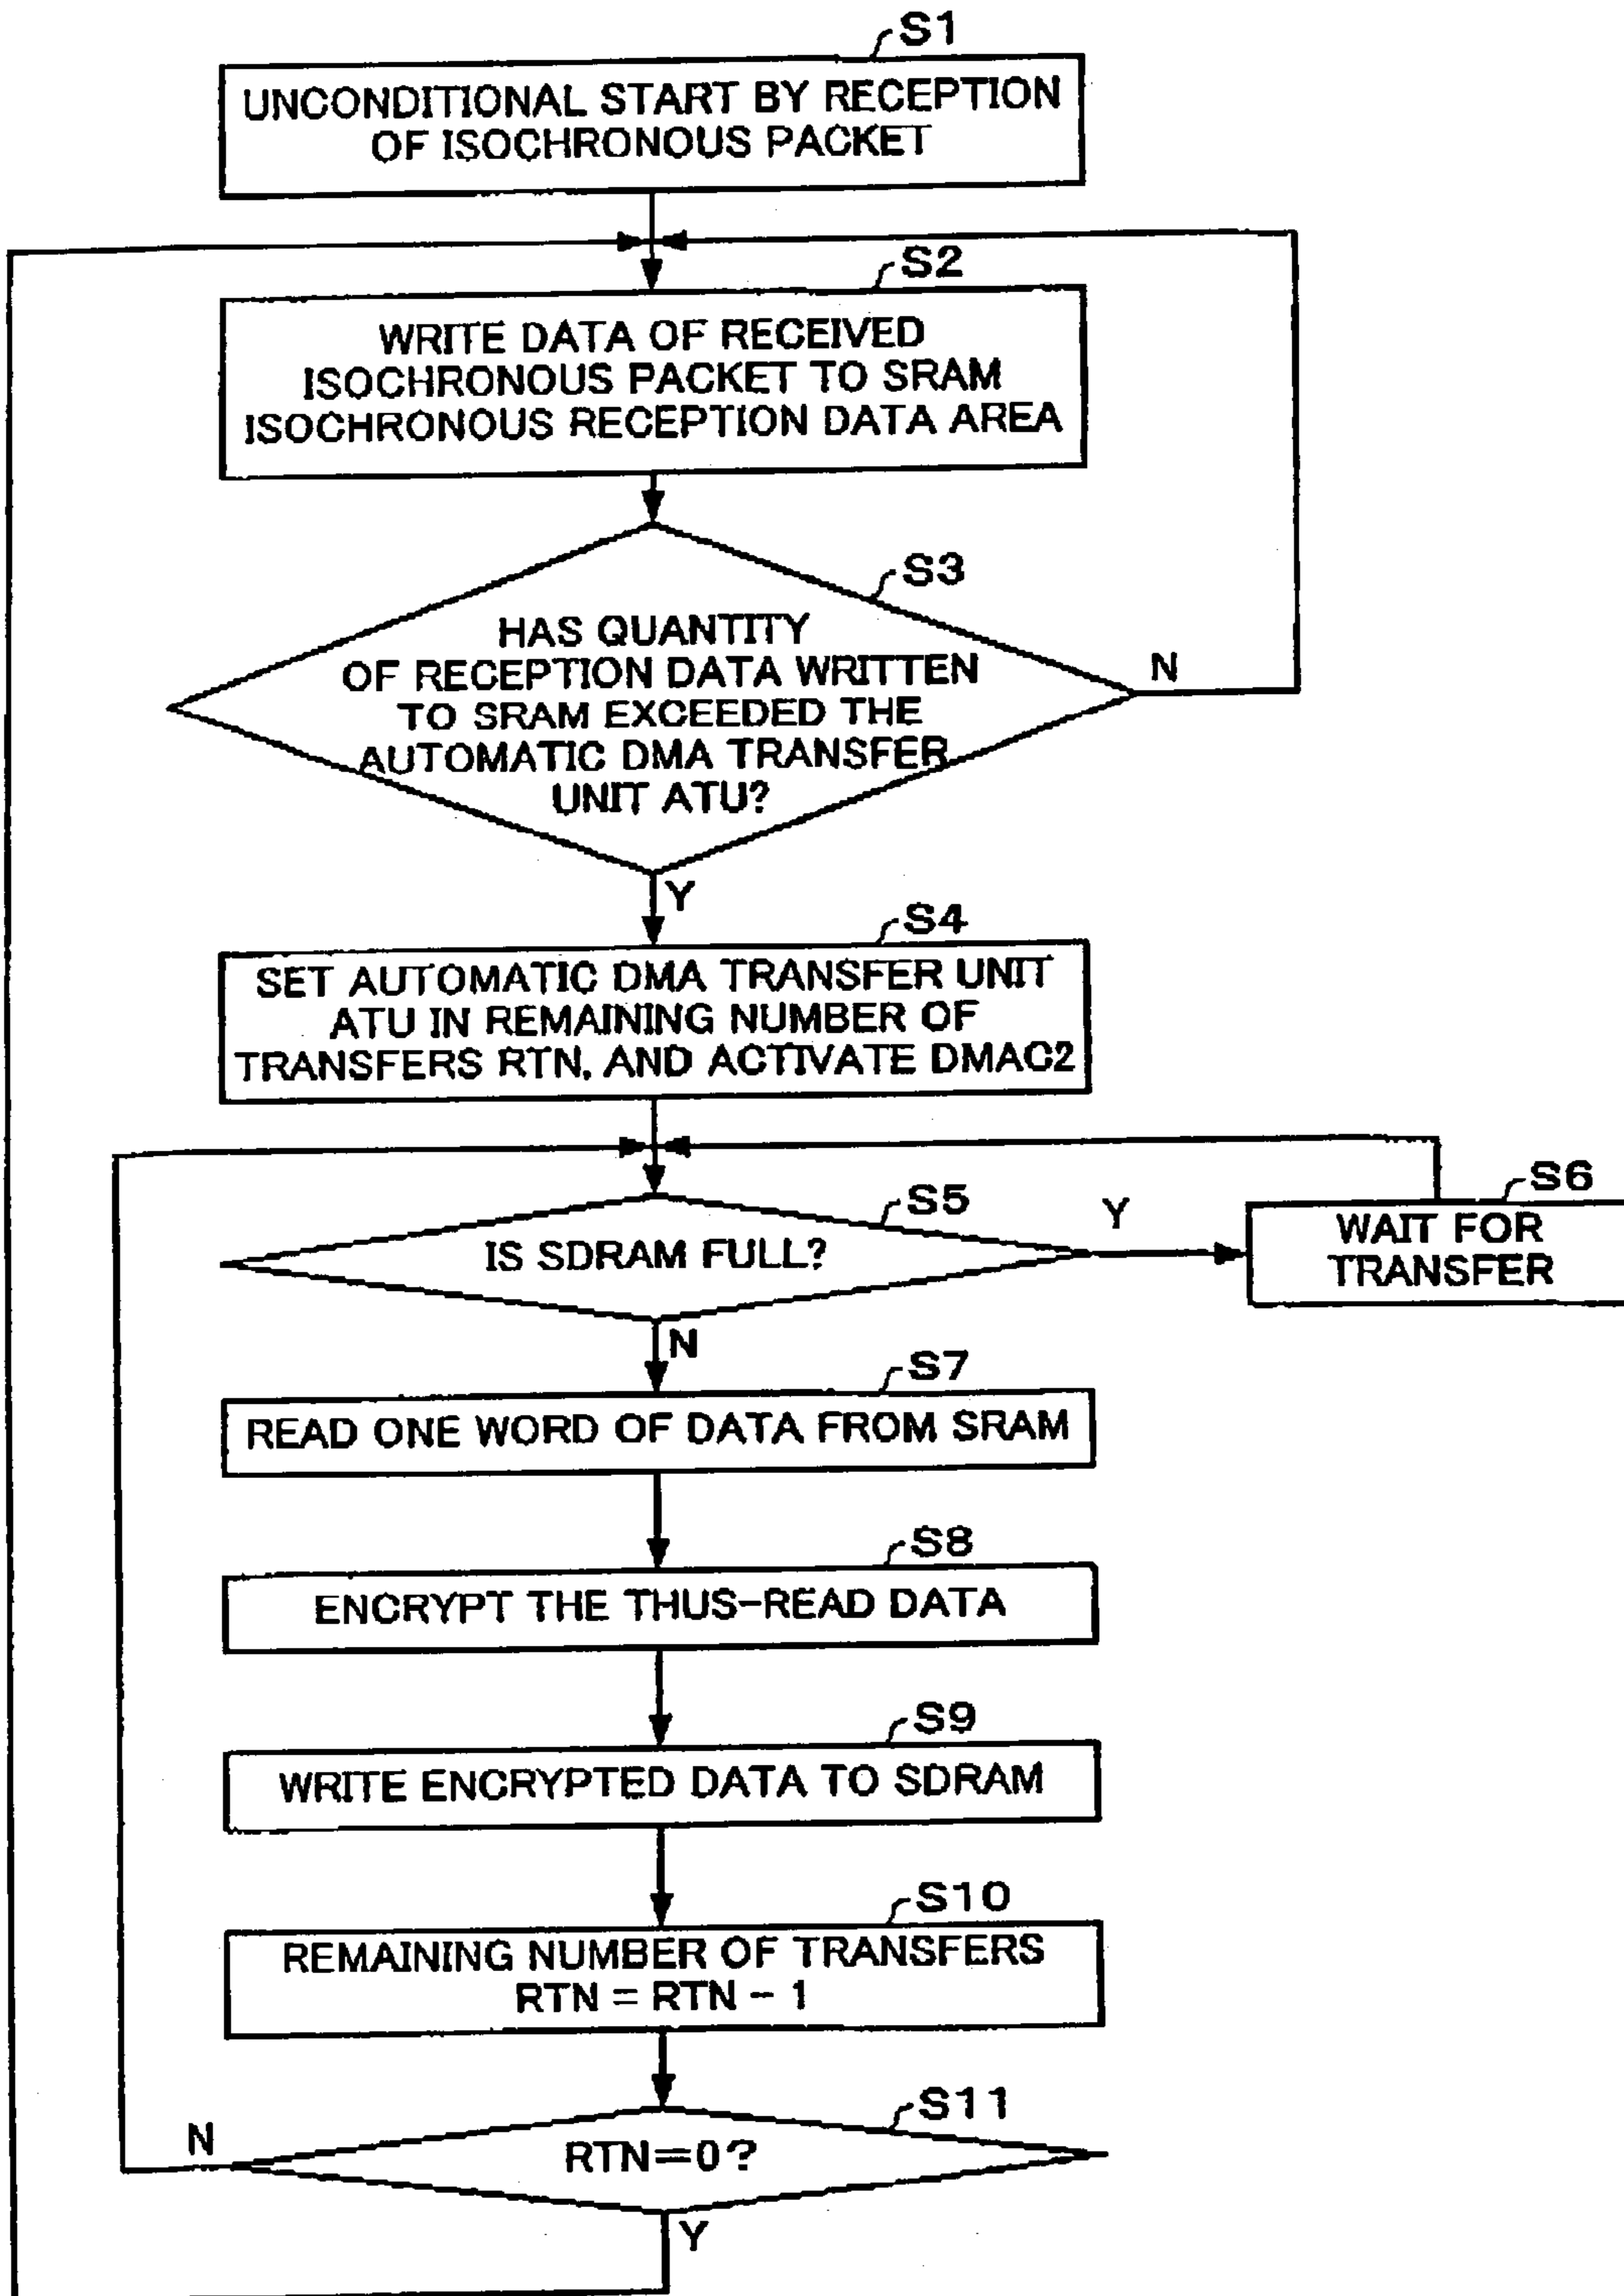 S1
UNCONDITIONAL START BY RECEPTION
OF ISOCHRONOUS PACKET
S2
WRITE DATA OF RECEIVED
ISOCHRONOUS PACKET TO SRAM
ISOCHRONOUS RECEPTION DATA AREA
S3
HAS QUANTITY
OF RECEPTION DATA WRITTEN
TO SRAM EXCEEDED THE
AUTOMATIC DMA TRANSFER
UNIT ATU?
N
Y
S4
SET AUTOMATIC DMA TRANSFER UNIT
ATU IN REMAINING NUMBER OF
TRANSFERS RTN, AND ACTIVATE DMAC2
S5
IS SDRAM FULL?
Y
S6
WAIT FOR
TRANSFER
N
S7
READ ONE WORD OF DATA FROM SRAM
S8
ENCRYPT THE THUS-READ DATA
S9
WRITE ENCRYPTED DATA TO SDRAM
S10
REMAINING NUMBER OF TRANSFERS
RTN = RTN - 1
S11
N
RTN=0?
Y